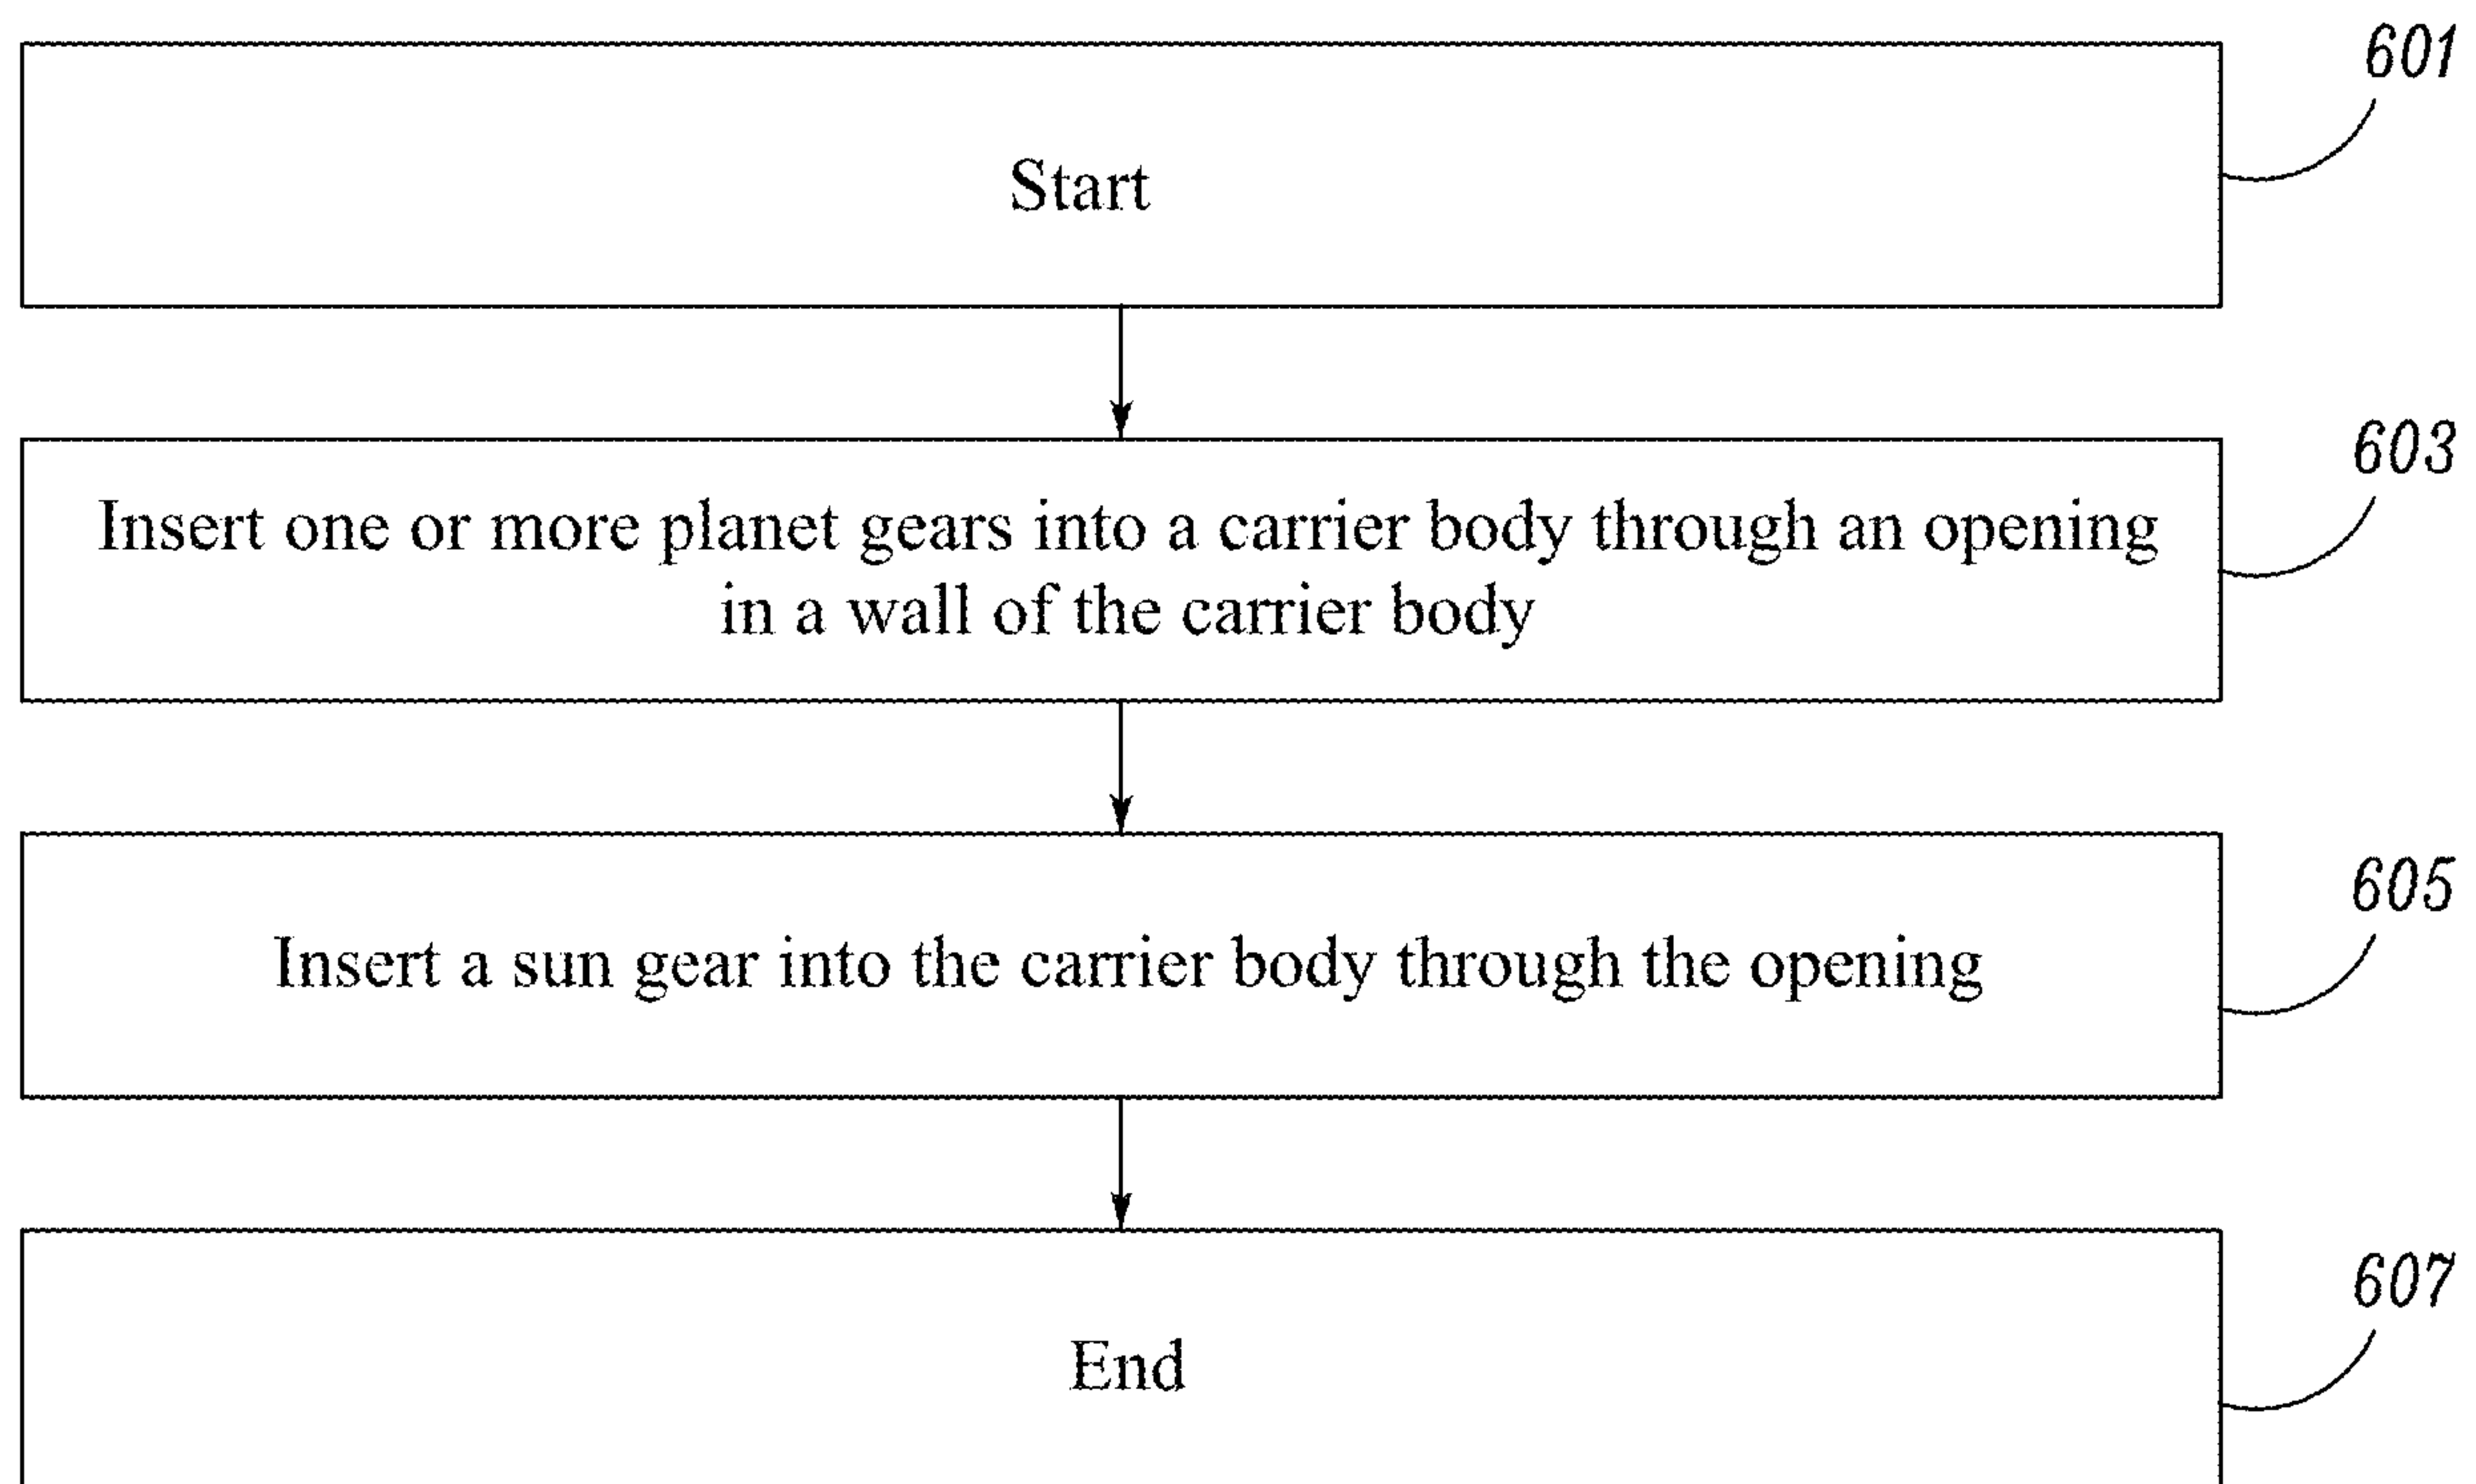 601
Start
603
Insert one or more planet gears into a carrier body through an opening
in a wall of the carrier body
605
Insert a sun gear into the carrier body through the opening
607
End